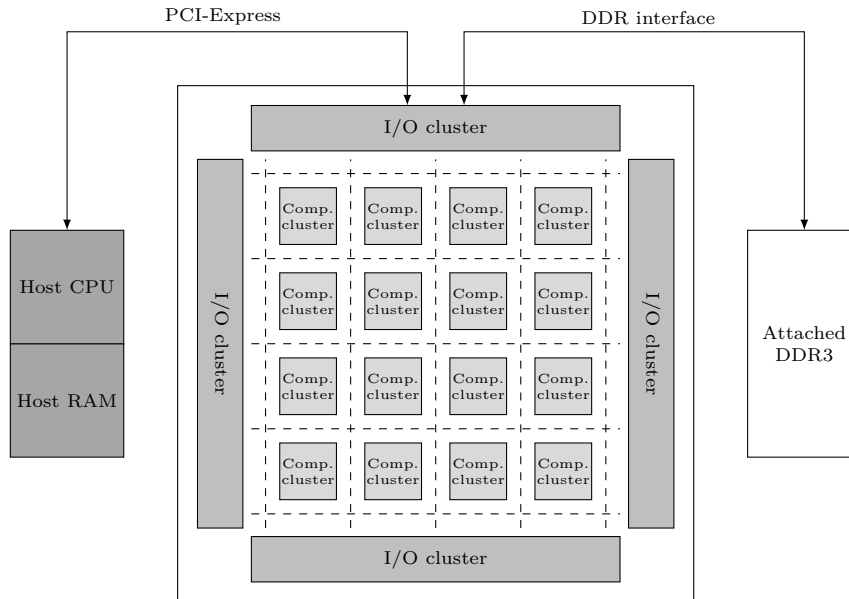 PCI-Express
DDR interface
I/O cluster
Comp.
cluster
Comp.
cluster
Comp.
cluster
Comp.
cluster
Host CPU
Host RAM
I/O cluster
Comp.
cluster
Comp.
cluster
Comp.
cluster
Comp.
cluster
I/O cluster
Attached
DDR3
Comp.
cluster
Comp.
cluster
Comp.
cluster
Comp.
cluster
Comp.
cluster
Comp.
cluster
Comp.
cluster
Comp.
cluster
I/O cluster